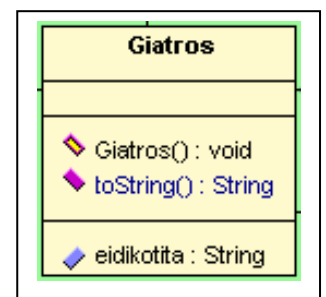 Giatros
Giatros() : void
toString() : String
eidikotita : String